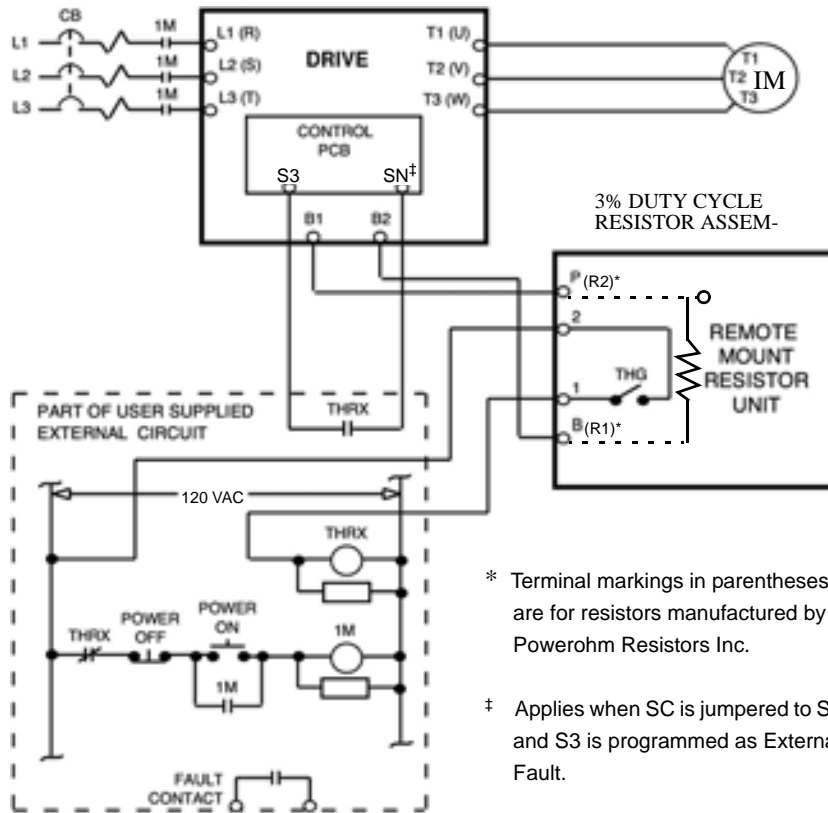 CB
1M
L1
L1 (R)
T1 (U)
DRIVE
T1
1M
L2
L2 (S)
T2 (V)
T2
IM
1M
L3
L3 (T)
T3 (W)
T3
CONTROL
PCB
S3
SN‡
B1
B2
3% DUTY CYCLE
RESISTOR ASSEM-
P (R2)*
2
REMOTE
MOUNT
RESISTOR
UNIT
THG
1
B (R1)*
PART OF USER SUPPLIED
EXTERNAL CIRCUIT
THRX
120 VAC
THRX
THRX
POWER
OFF
POWER
ON
1M
1M
FAULT
CONTACT
* Terminal markings in parentheses
are for resistors manufactured by
Powerohm Resistors Inc.
‡ Applies when SC is jumpered to S
and S3 is programmed as Externa
Fault.